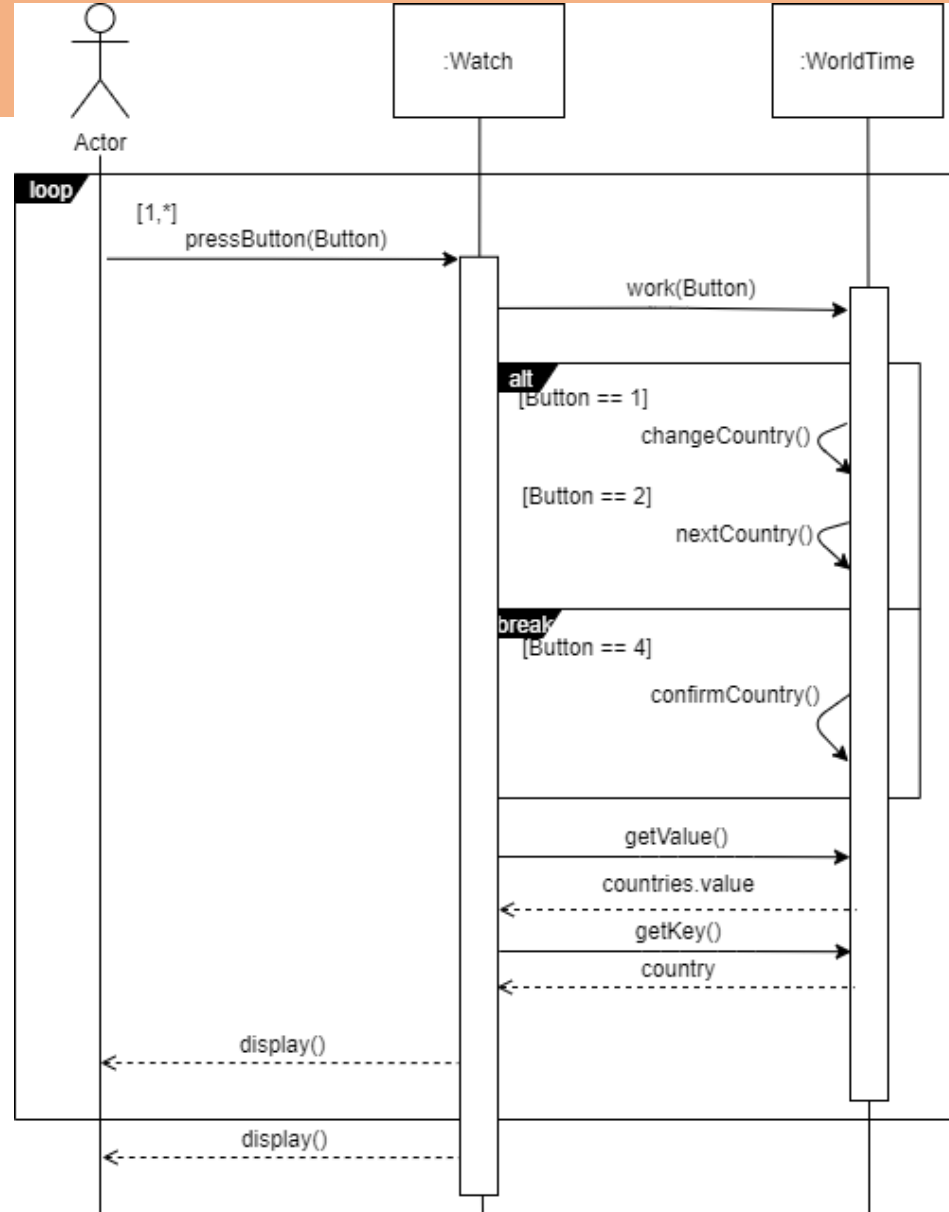 :Watch
:WorldTime
Actor
loop
[1,*]
pressButton(Button)
work(Button)
alt
[Button == 1]
changeCountry()
[Button == 2]
nextCountry()
break
[Button == 4]
confirmCountry()
getValue()
countries.value
getKey()
country
display()
display()